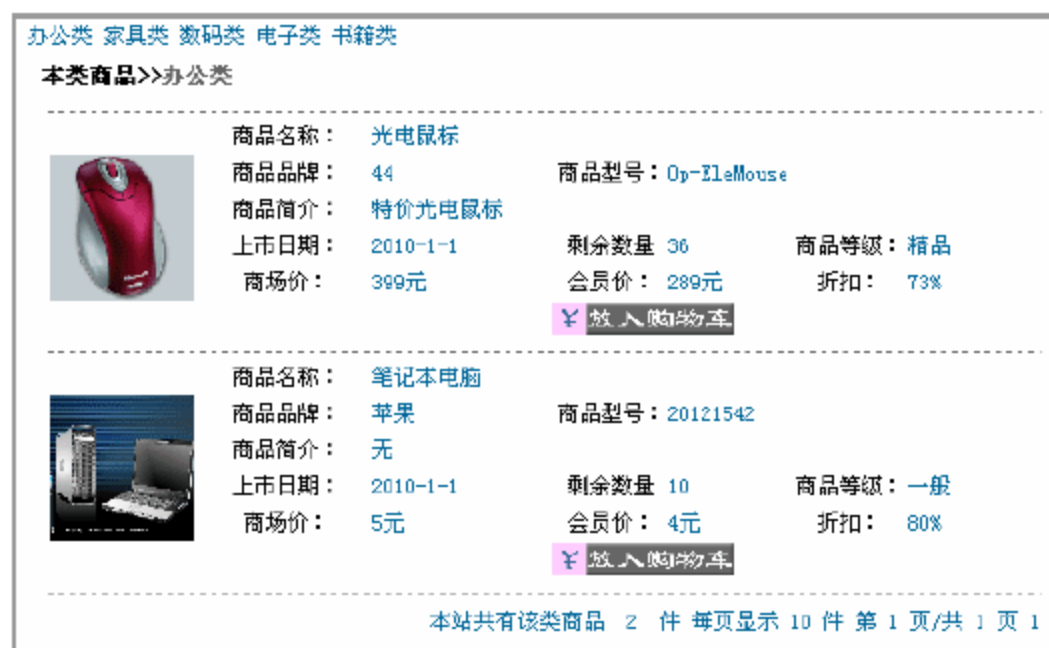 办公类 家具类 数码类 电子类 书籍类
本类商品>>办公类
商品名称： 光电鼠标
商品品牌： 44 商品型号：Op-EleMouse
商品简介： 特价光电鼠标
上市日期： 2010-1-1 剩余数量 36 商品等级：精品
商场价： 399元 会员价： 289元 折扣： 73%
¥ 放入购物车
商品名称： 笔记本电脑
商品品牌： 苹果 商品型号：20121542
商品简介： 无
上市日期： 2010-1-1 剩余数量 10 商品等级：一般
商场价： 5元 会员价： 4元 折扣： 80%
¥ 放入购物车
本站共有该类商品 2 件 每页显示 10 件 第 1 页/共 1 页 1